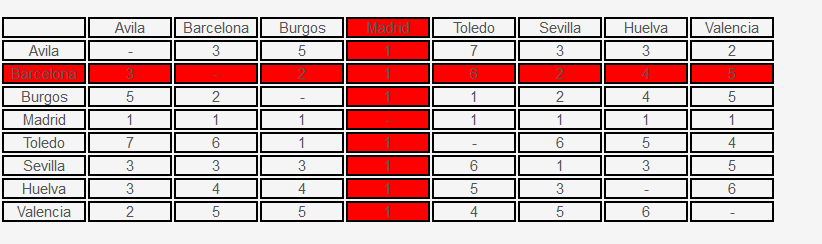 Avila Barcelona Burgos Madrid Toledo Sevilla Huelva Valencia
Avila - 3 5 1 7 3 3 2
Barcelona 3 - 2 1 6 2 4 5
Burgos 5 2 - 1 1 2 4 5
Madrid 1 1 1 - 1 1 1 1
Toledo 7 6 1 1 - 6 5 4
Sevilla 3 3 3 1 6 1 3 5
Huelva 3 4 4 1 5 3 - 6
Valencia 2 5 5 1 4 5 6 -